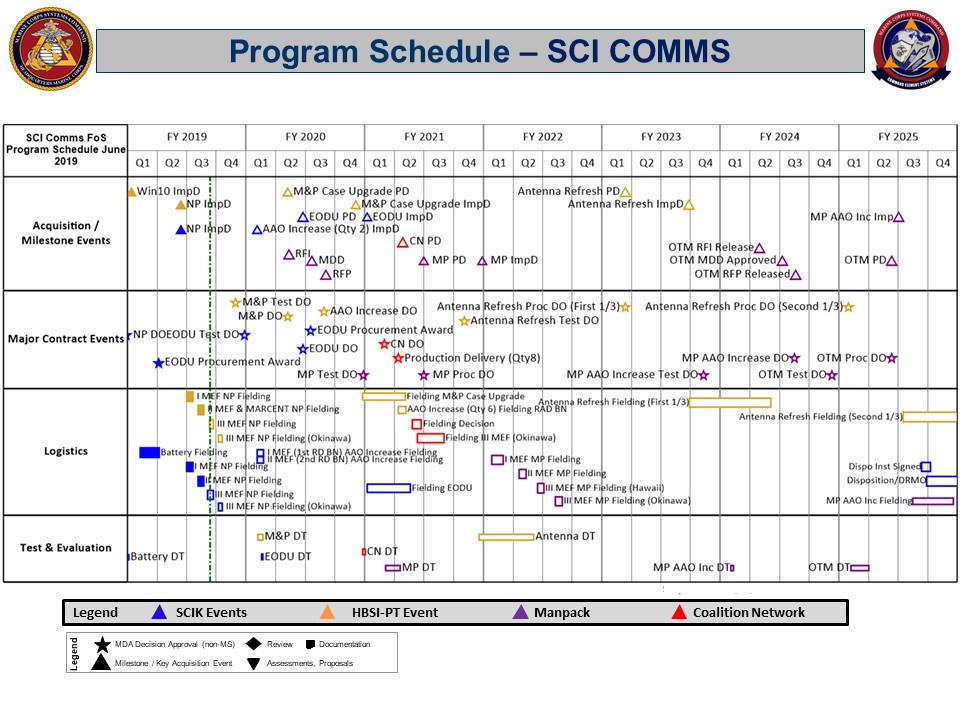 Program Schedule – SCI COMMS
SCI Comms FoS
Program Schedule June
2019
FY 2019 FY 2020 FY 2021 FY 2022 FY 2023 FY 2024 FY 2025
Q1 Q2 Q3 Q4 Q1 Q2 Q3 Q4 Q1 Q2 Q3 Q4 Q1 Q2 Q3 Q4 Q1 Q2 Q3 Q4 Q1 Q2 Q3 Q4 Q1 Q2 Q3 Q4
Acquisition /
Milestone Events
Win10 ImpD M&P Case Upgrade PD Antenna Refresh PD
NP ImpD M&P Case Upgrade ImpD Antenna Refresh ImpD
EODU PD EODU ImpD MP AAO Inc Imp
NP ImpD AAO Increase (Qty 2) ImpD
CN PD
RFI OTM RFI Release
MDD MP PD MP ImpD OTM MDD Approved OTM PD
RFP OTM RFP Released
Major Contract Events
M&P Test DO
AAO Increase DO Antenna Refresh Proc DO (First 1/3) Antenna Refresh Proc DO (Second 1/3)
M&P DO Antenna Refresh Test DO
NP DO EODU Test DO EODU Procurement Award
CN DO
EODU DO
EODU Procurement Award Production Delivery (Qty8) MP AAO Increase DO OTM Proc DO
MP Test DO MP Proc DO MP AAO Increase Test DO OTM Test DO
Logistics
I MEF NP Fielding Fielding M&P Case Upgrade Antenna Refresh Fielding (First 1/3)
II MEF & MARCENT NP Fielding AAO Increase (Qty 6) Fielding RAD BN Antenna Refresh Fielding (Second 1/3)
III MEF NP Fielding Fielding Decision
III MEF NP Fielding (Okinawa) Fielding III MEF (Okinawa)
Battery Fielding I MEF (1st RD BN) AAO Increase Fielding
II MEF (2nd RD BN) AAO Increase Fielding I MEF MP Fielding
I MEF NP Fielding Dispo Inst Signed
II MEF MP Fielding
II MEF NP Fielding Disposition/DRMO
Fielding EODU III MEF MP Fielding (Hawaii)
III MEF NP Fielding
III MEF MP Fielding (Okinawa) MP AAO Inc Fielding
III MEF NP Fielding (Okinawa)
Test & Evaluation
M&P DT Antenna DT
CN DT
Battery DT EODU DT
MP DT MP AAO Inc DT OTM DT
Legend SCIK Events HBSI-PT Event Manpack Coalition Network
Legend
MDA Decision Approval (non-MS) Review Documentation
Milestone / Key Acquisition Event Assessments, Proposals